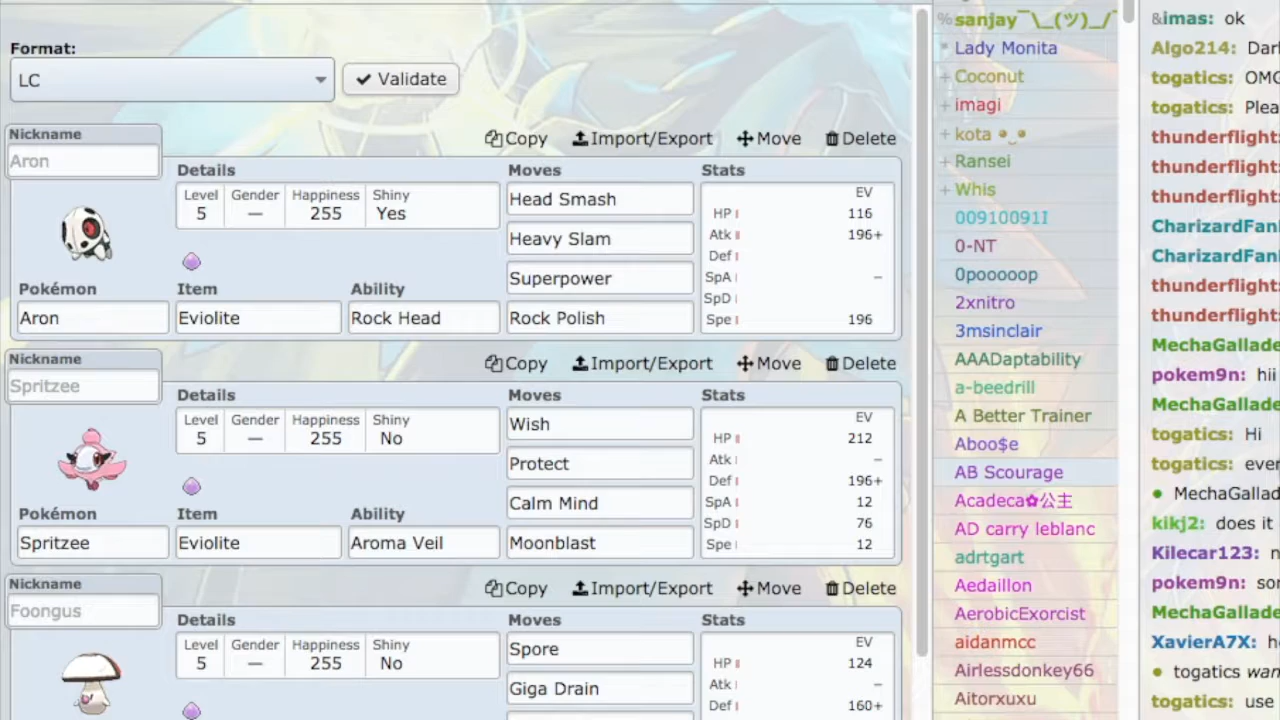 Format:
LC
Validate
Nickname
Aron
Copy Import/Export Move Delete
Details
Level Gender Happiness Shiny
5 — 255 Yes
Pokémon Item Ability
Aron Eviolite Rock Head
Moves
Head Smash
Heavy Slam
Superpower
Rock Polish
Stats
EV
HP 116
Atk 196+
Def
SpA –
SpD
Spe 196
Nickname
Spritzee
Copy Import/Export Move Delete
Details
Level Gender Happiness Shiny
5 — 255 No
Pokémon Item Ability
Spritzee Eviolite Aroma Veil
Moves
Wish
Protect
Calm Mind
Moonblast
Stats
EV
HP 212
Atk –
Def 196+
SpA 12
SpD 76
Spe 12
Nickname
Foongus
Copy Import/Export Move Delete
Details
Level Gender Happiness Shiny
5 — 255 No
Moves
Spore
Giga Drain
Stats
EV
HP 124
Atk –
Def 160+
%sanjay¯\_(ツ)_/¯
Lady Monita
+Coconut
+imagi
+kota
+Ransei
+Whis
00910091I
0-NT
0pooooop
2xnitro
3msinclair
AAADaptability
a-beedrill
A Better Trainer
Aboo$e
AB Scourage
Acadeca✿公主
AD carry leblanc
adrtgart
Aedaillon
AerobicExorcist
aidanmcc
Airlessdonkey66
Aitorxuxu
&imas: ok
Algo214: Dar
togatics: OMG
togatics: Plea
thunderflight
thunderflight
thunderflight
CharizardFan
CharizardFan
thunderflight
thunderflight
MechaGallade
pokem9n: hii
MechaGallade
togatics: Hi
togatics: ever
• MechaGallad
kikj2: does it
Kilecar123: n
pokem9n: sor
MechaGallade
XavierA7X: he
• togatics wan
togatics: use